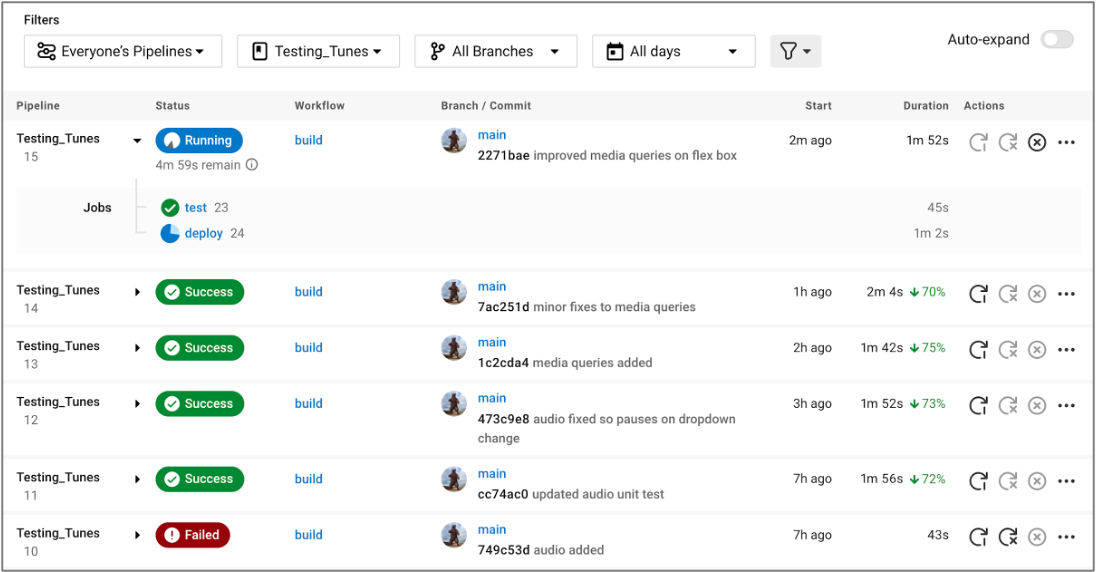 Filters
Everyone's Pipelines Testing_Tunes All Branches All days Auto-expand
Pipeline Status Workflow Branch / Commit Start Duration Actions
Testing_Tunes Running build main 2m ago 1m 52s
15 4m 59s remain 2271bae improved media queries on flex box
Jobs test 23 45s
deploy 24 1m 2s
Testing_Tunes Success build main 1h ago 2m 4s 70%
14 7ac251d minor fixes to media queries
Testing_Tunes Success build main 2h ago 1m 42s 75%
13 1c2cda4 media queries added
Testing_Tunes Success build main 3h ago 1m 52s 73%
12 473c9e8 audio fixed so pauses on dropdown
change
Testing_Tunes Success build main 7h ago 1m 56s 72%
11 cc74ac0 updated audio unit test
Testing_Tunes Failed build main 7h ago 43s
10 749c53d audio added